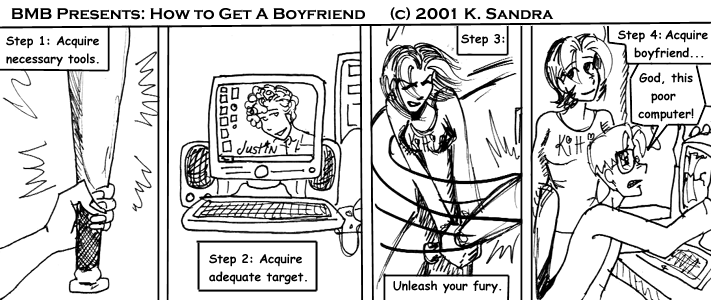 BMB Presents: How to Get A Boyfriend (c) 2001 K. Sandra
Step 1: Acquire
necessary tools.
Justin
Step 2: Acquire
adequate target.
Step 3:
Unleash your fury.
Step 4: Acquire
boyfriend...
God, this
poor
computer!